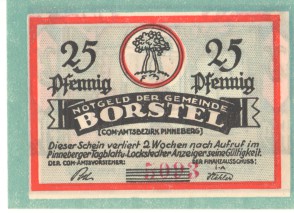 25 25
Pfennig Pfennig
NOTGELD DER GEMEINDE
BORSTEL
(COM-AMTSBEZIRK PINNEBERG)
Dieser Schein verliert 2 Wochen nach Aufruf im
Pinneberger Tagblatt u. Lockstedter Anzeiger seine Gültigkeit.
DER COM-AMTSVORSTEHER: DER FINANZAUSSCHUSS: